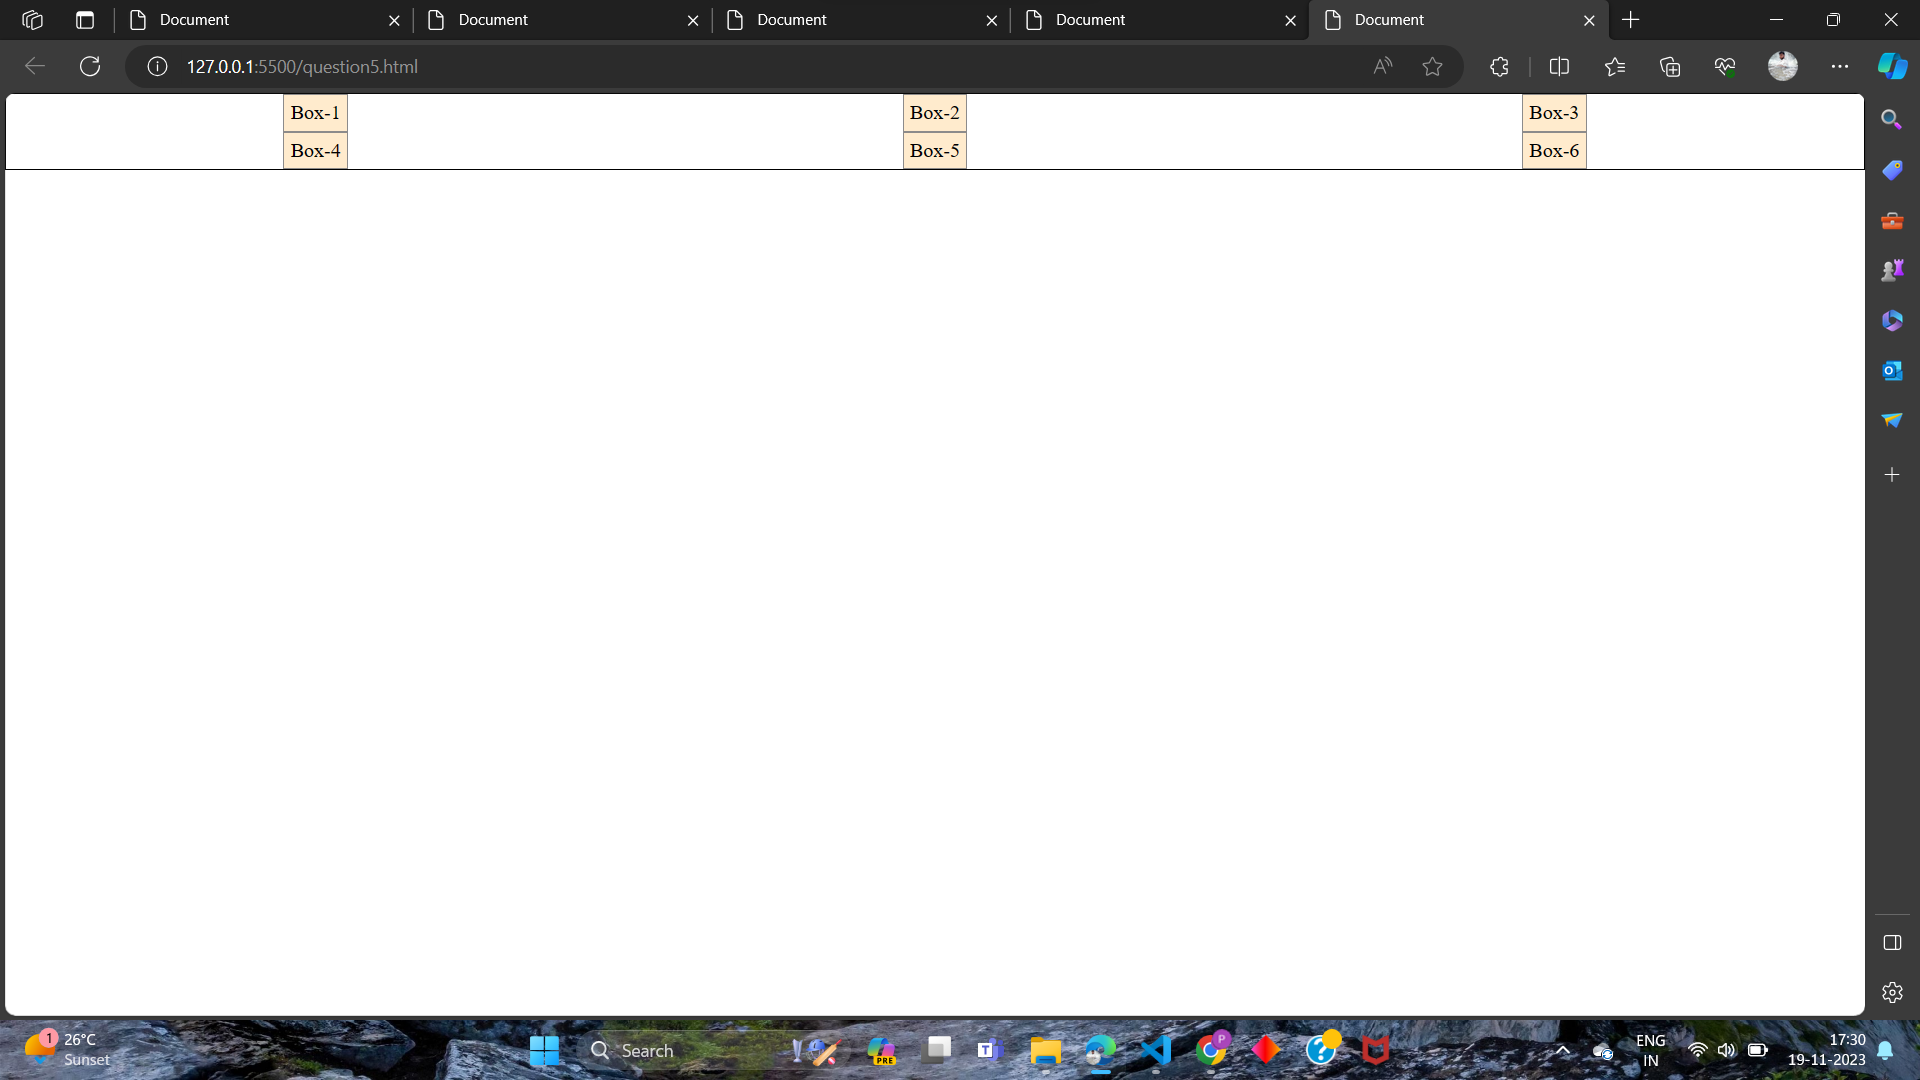 Document Document Document Document Document
127.0.0.1:5500/question5.html
Box-1 Box-2 Box-3
Box-4 Box-5 Box-6
1 26°C
Sunset
Search
PRE
T
P
?
O
ENG
IN
17:30
19-11-2023